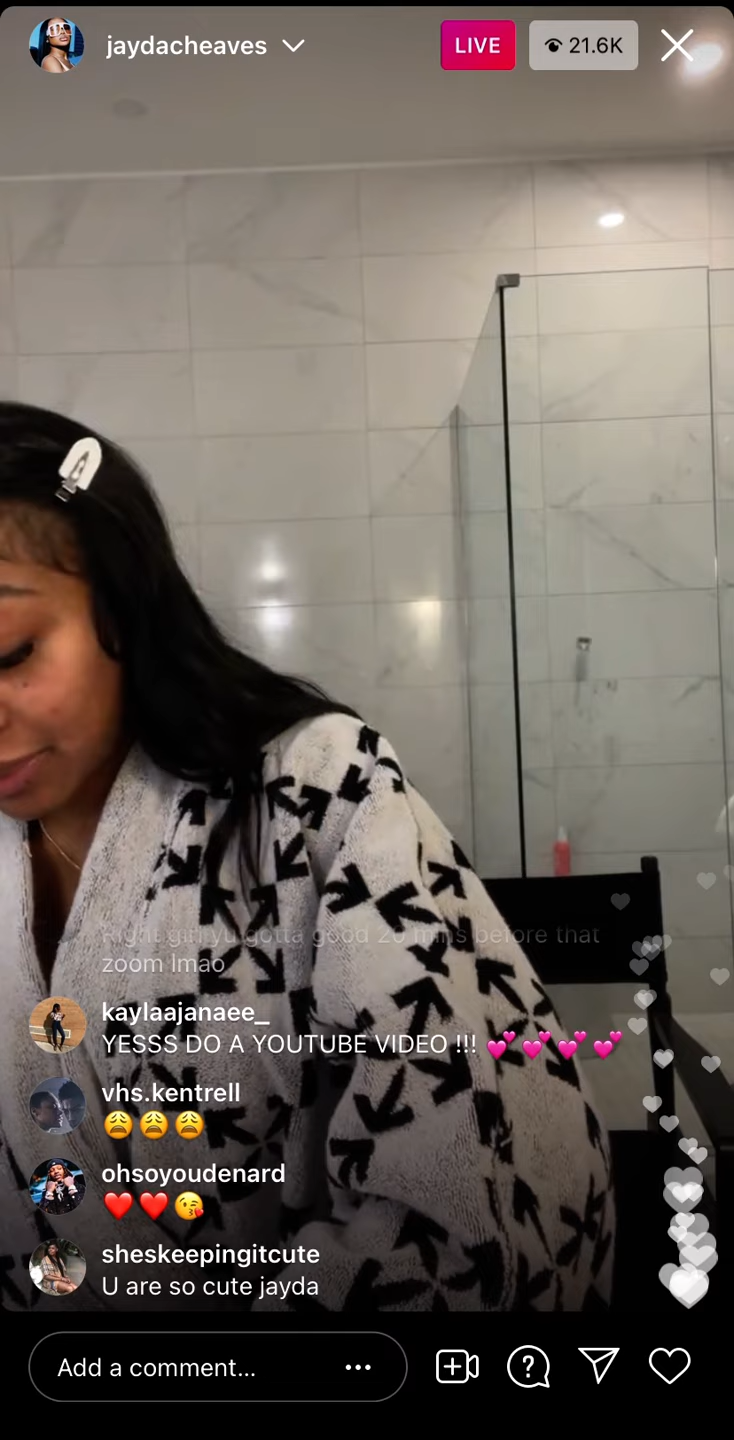 jaydacheaves
LIVE
21.6K
Right girl yu gotta good 20 mins before that
zoom lmao
kaylaajanaee_
YESSS DO A YOUTUBE VIDEO !!! 💕 💕 💕 💕
vhs.kentrell
😩 😩 😩
ohsoyoudenard
❤️ ❤️ 😘
sheskeepingitcute
U are so cute jayda
Add a comment...